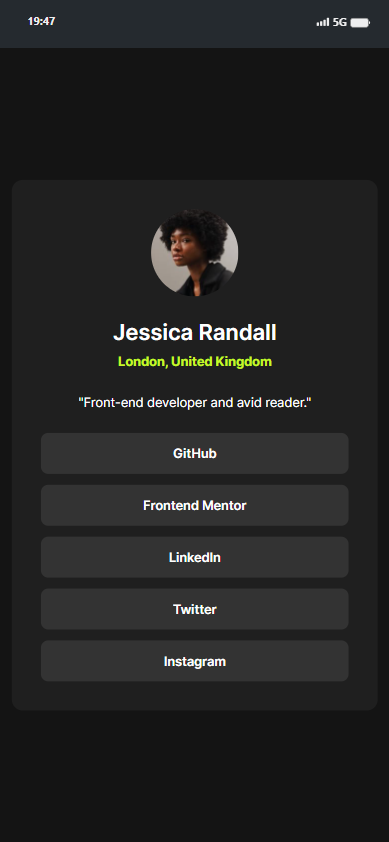 19:47 5G
Jessica Randall
London, United Kingdom
"Front-end developer and avid reader."
GitHub
Frontend Mentor
LinkedIn
Twitter
Instagram